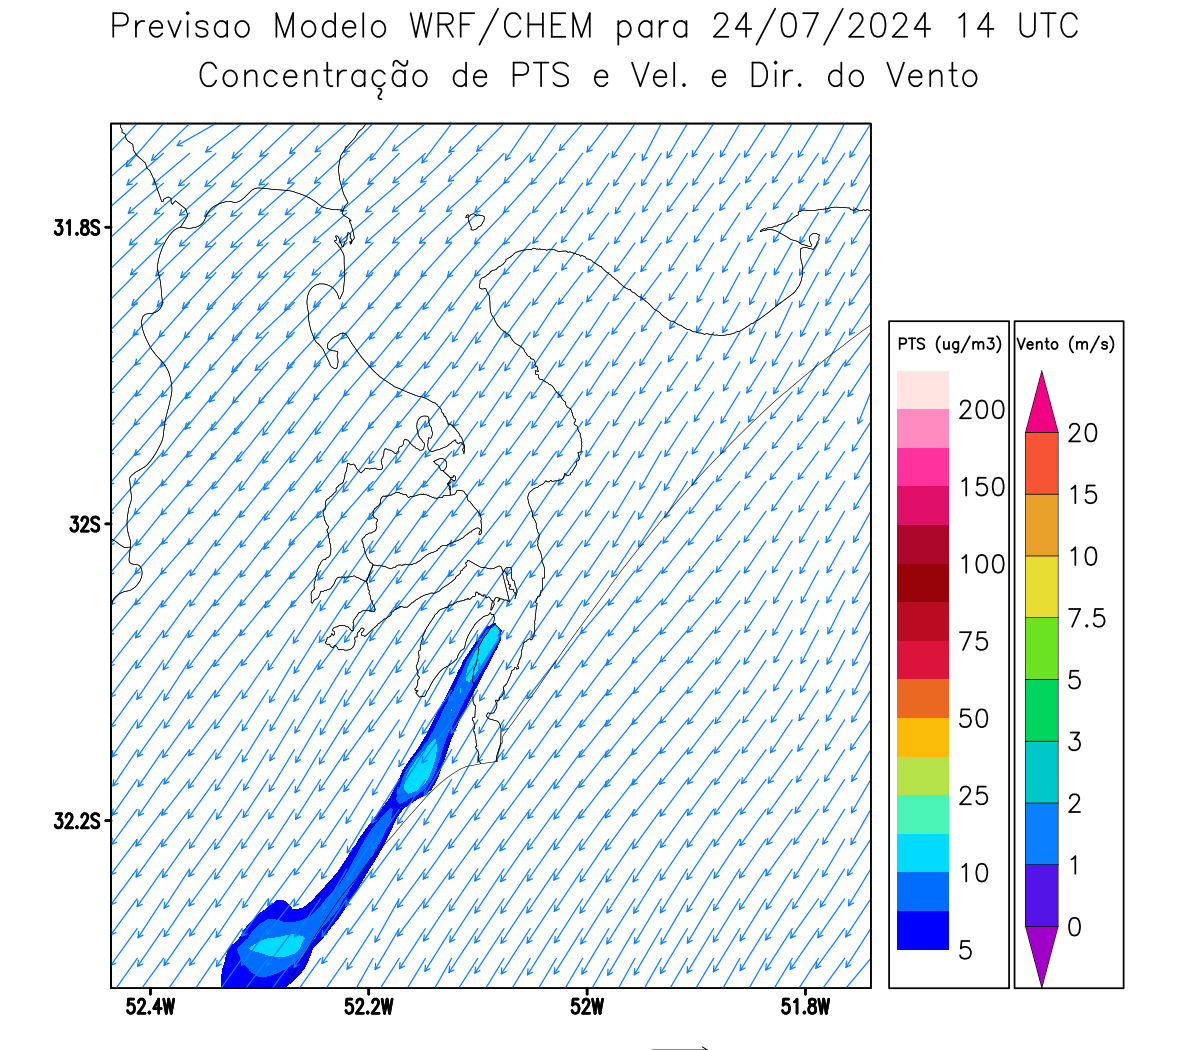 Previsao Modelo WRF/CHEM para 24/07/2024 14 UTC
Concentração de PTS e Vel. e Dir. do Vento
31.8S
32S
32.2S
52.4W
52.2W
52W
51.8W
PTS (ug/m3)
200
150
100
75
50
25
10
5
Vento (m/s)
20
15
10
7.5
5
3
2
1
0